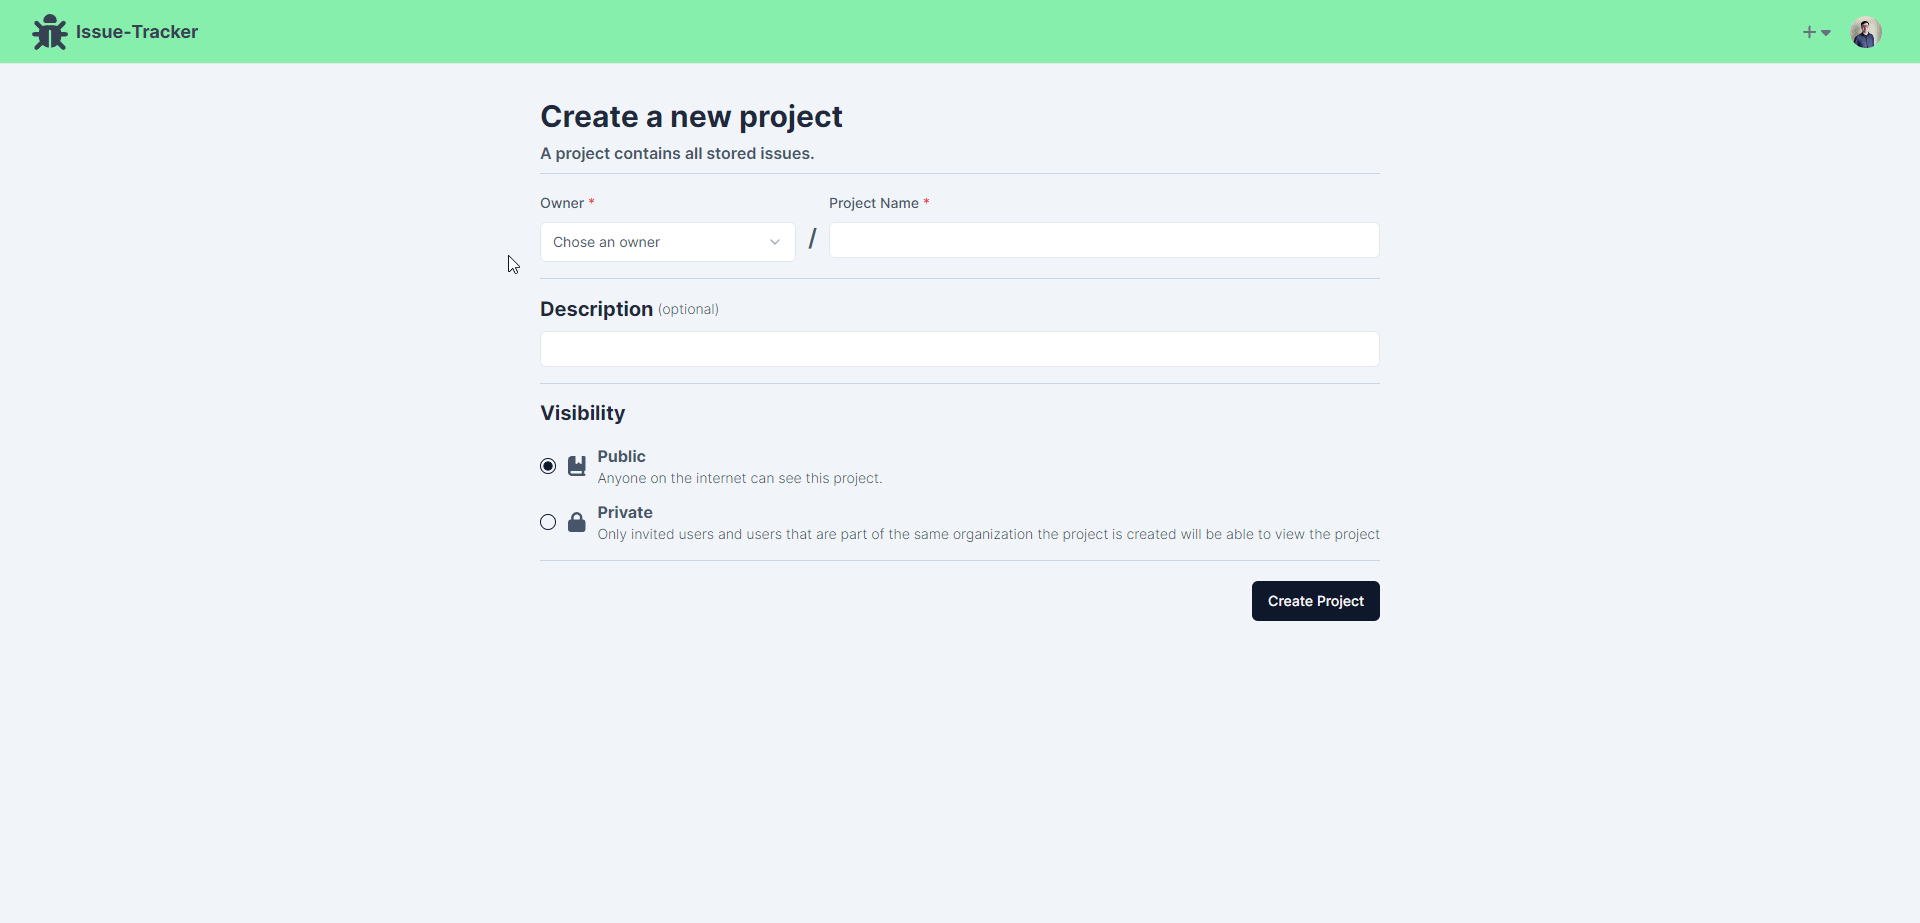 Issue-Tracker
Create a new project
A project contains all stored issues.
Owner *
Project Name *
Chose an owner
/
Description (optional)
Visibility
Public
Anyone on the internet can see this project.
Private
Only invited users and users that are part of the same organization the project is created will be able to view the project
Create Project